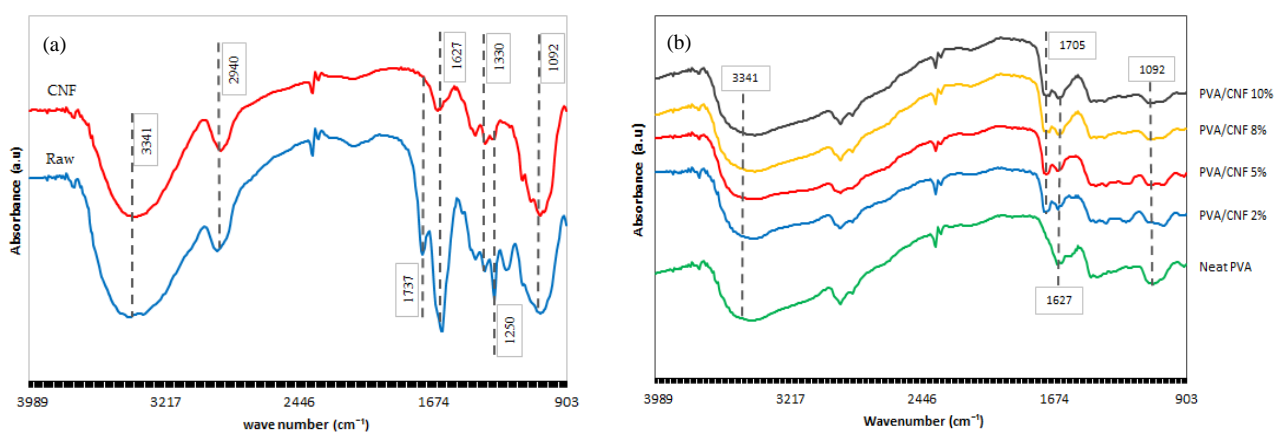 (a)
2940
1627
1330
1092
CNF
3341
Raw
1737
1250
Absorbance (a.u)
3989
3217
2446
1674
903
wave number (cm⁻¹)
(b)
1705
3341
1092
PVA/CNF 10%
PVA/CNF 8%
PVA/CNF 5%
PVA/CNF 2%
Neat PVA
1627
Absorbance [a.u)
3989
3217
2446
1674
903
Wavenumber (cm⁻¹)